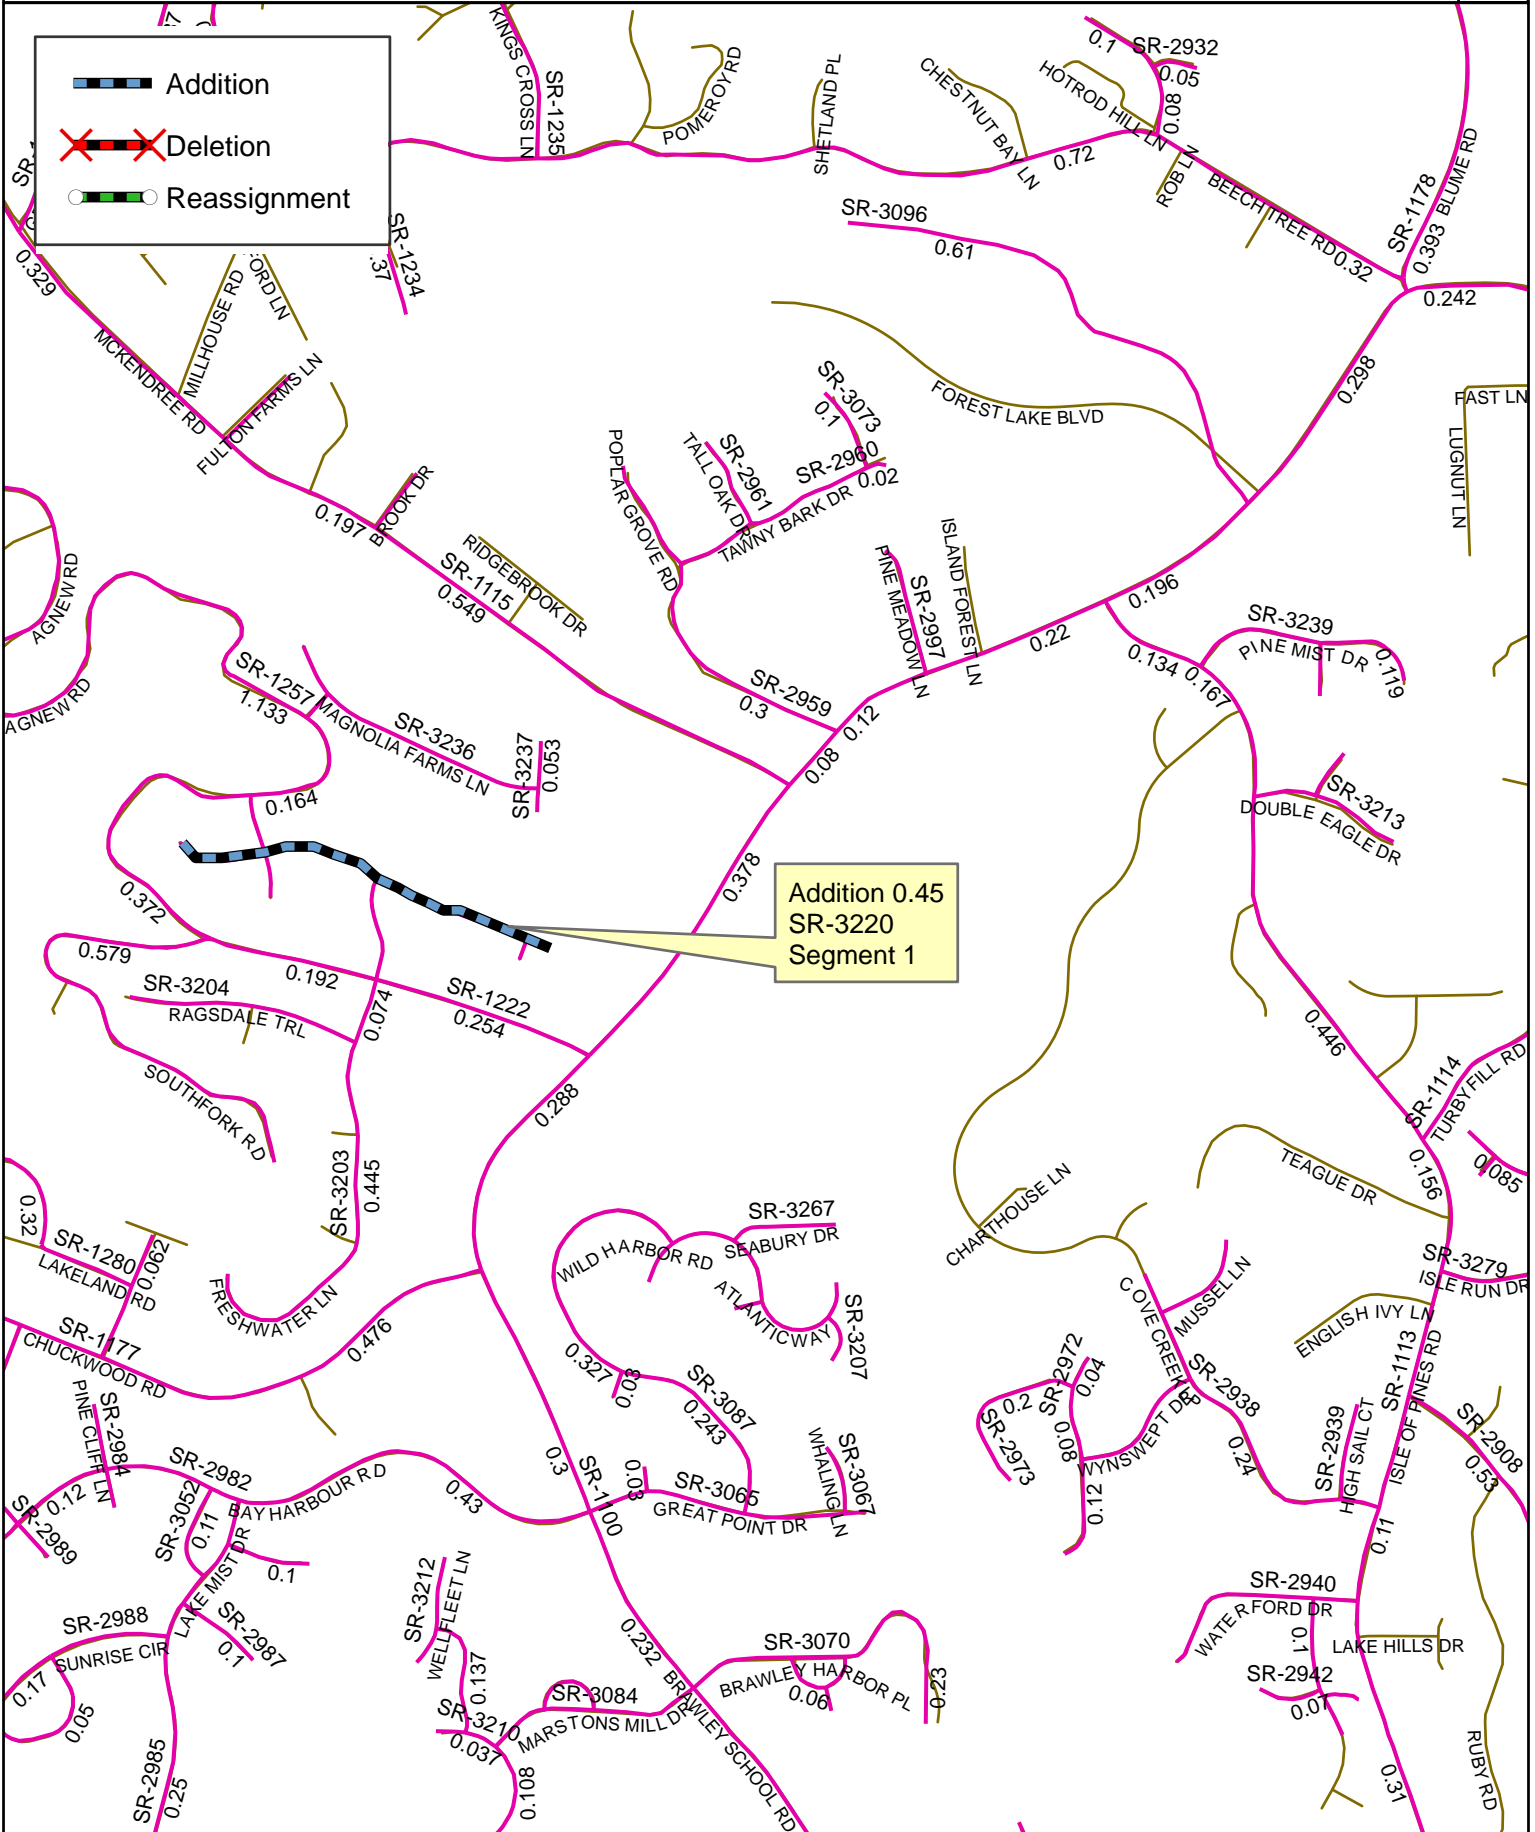 Addition
Deletion
Reassignment
KINGS CROSS LN
SR-1235
POMEROY RD
SHETLAND PL
CHESTNUT BAY LN
HOTROD HILL LN
0.1
SR-2932
0.05
0.08
0.72
ROB LN
BEECH TREE RD
0.32
SR-1178
0.393
BLUME RD
0.242
SR-3096
0.61
SR-1234
.37
0.329
MCKENDREE RD
MILLHOUSE RD
ORD LN
FULTON FARMS LN
0.298
FAST LN
LUGNUT LN
FOREST LAKE BLVD
SR-3073
0.1
SR-2960
0.02
TAWNY BARK DR
SR-2961
TALL OAK DR
POPLAR GROVE RD
0.197
BROOK DR
RIDGEBROOK DR
SR-1115
0.549
AGNEW RD
AGNEW RD
PINE MEADOW LN
SR-2997
ISLAND FOREST LN
0.22
0.196
0.134
0.167
SR-3239
PINE MIST DR
0.119
SR-2959
0.3
0.12
0.08
SR-1257
1.133
MAGNOLIA FARMS LN
SR-3236
SR-3237
0.053
0.164
SR-3213
DOUBLE EAGLE DR
0.378
Addition 0.45
SR-3220
Segment 1
0.372
0.579
0.192
SR-3204
RAGSDALE TRL
0.074
SR-1222
0.254
SOUTHFORK RD
0.288
0.446
SR-1114
TURBYFILL RD
0.085
0.156
TEAGUE DR
SR-3203
0.445
0.32
SR-1280
LAKELAND RD
0.062
FRESHWATER LN
SR-1177
CHUCKWOOD RD
0.476
CHARTHOUSE LN
SR-3267
SEABURY DR
WILD HARBOR RD
ATLANTIC WAY
SR-3207
0.327
0.03
SR-3087
0.243
COVE CREEK LP
MUSSEL LN
SR-3279
ISLE RUN DR
ENGLISH IVY LN
SR-1113
ISLE OF PINES RD
SR-2972
0.04
0.2
SR-2973
0.08
WYNSWEPT DR
0.12
SR-2938
0.24
SR-2939
HIGH SAIL CT
SR-2908
0.53
0.11
PINE CLIFF LN
SR-2984
SR-2982
0.12
SR-2989
SR-3052
0.11
BAY HARBOUR RD
0.43
0.3
SR-1100
0.03
SR-3065
GREAT POINT DR
WHALING LN
SR-3067
LAKE MIST DR
0.1
SR-2988
SUNRISE CIR
SR-2987
0.1
0.17
0.05
SR-2985
0.25
SR-3212
WELLFLEET LN
0.137
SR-3210
0.037
0.108
SR-3084
MARSTONS MILL DR
0.232
BRAWLEY SCHOOL RD
SR-3070
BRAWLEY HARBOR PL
0.06
0.23
SR-2940
WATERFORD DR
0.1
LAKE HILLS DR
SR-2942
0.07
0.31
RUBY RD